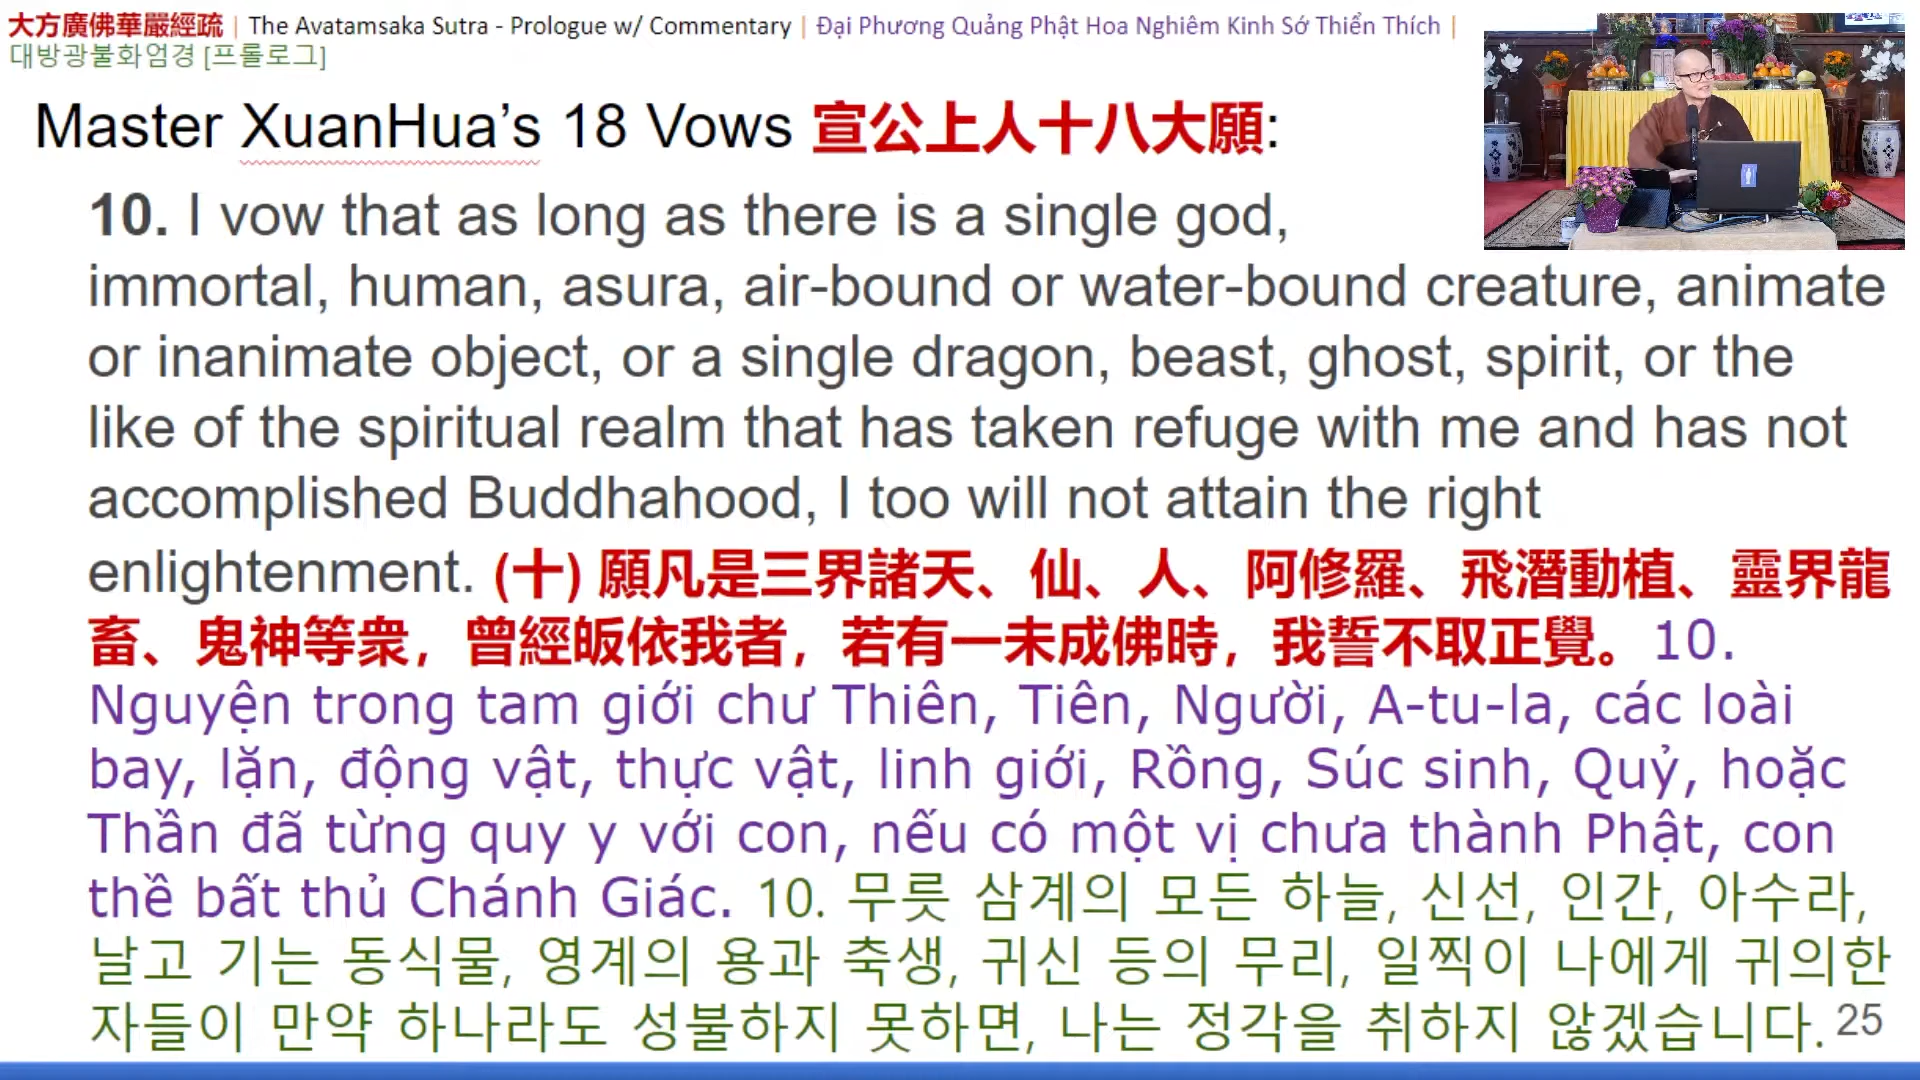 大方廣佛華嚴經疏 | The Avatamsaka Sutra - Prologue w/ Commentary | Đại Phương Quảng Phật Hoa Nghiêm Kinh Sớ Thiển Thích |
대방광불화엄경 [프롤로그]
Master XuanHua’s 18 Vows 宣公上人十八大願:
10. I vow that as long as there is a single god,
immortal, human, asura, air-bound or water-bound creature, animate
or inanimate object, or a single dragon, beast, ghost, spirit, or the
like of the spiritual realm that has taken refuge with me and has not
accomplished Buddhahood, I too will not attain the right
enlightenment. (十) 願凡是三界諸天、仙、人、阿修羅、飛潛動植、靈界龍
畜、鬼神等衆，曾經皈依我者，若有一未成佛時，我誓不取正覺。10.
Nguyện trong tam giới chư Thiên, Tiên, Người, A-tu-la, các loài
bay, lặn, động vật, thực vật, linh giới, Rồng, Súc sinh, Quỷ, hoặc
Thần đã từng quy y với con, nếu có một vị chưa thành Phật, con
thề bất thủ Chánh Giác. 10. 무릇 삼계의 모든 하늘, 신선, 인간, 아수라,
날고 기는 동식물, 영계의 용과 축생, 귀신 등의 무리, 일찍이 나에게 귀의한
자들이 만약 하나라도 성불하지 못하면, 나는 정각을 취하지 않겠습니다. 25